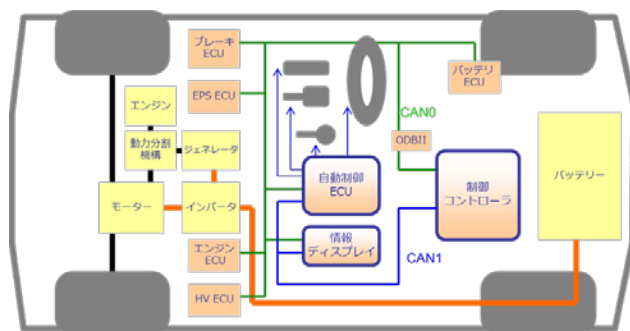 ブレーキ
ECU
バッテリ
ECU
EPS ECU
エンジン
CAN0
ODBII
動力分割
機構
ジェネレータ
自動制御
ECU
制御
コントローラ
バッテリー
モーター
インバータ
エンジン
ECU
情報
ディスプレイ
CAN1
HV ECU